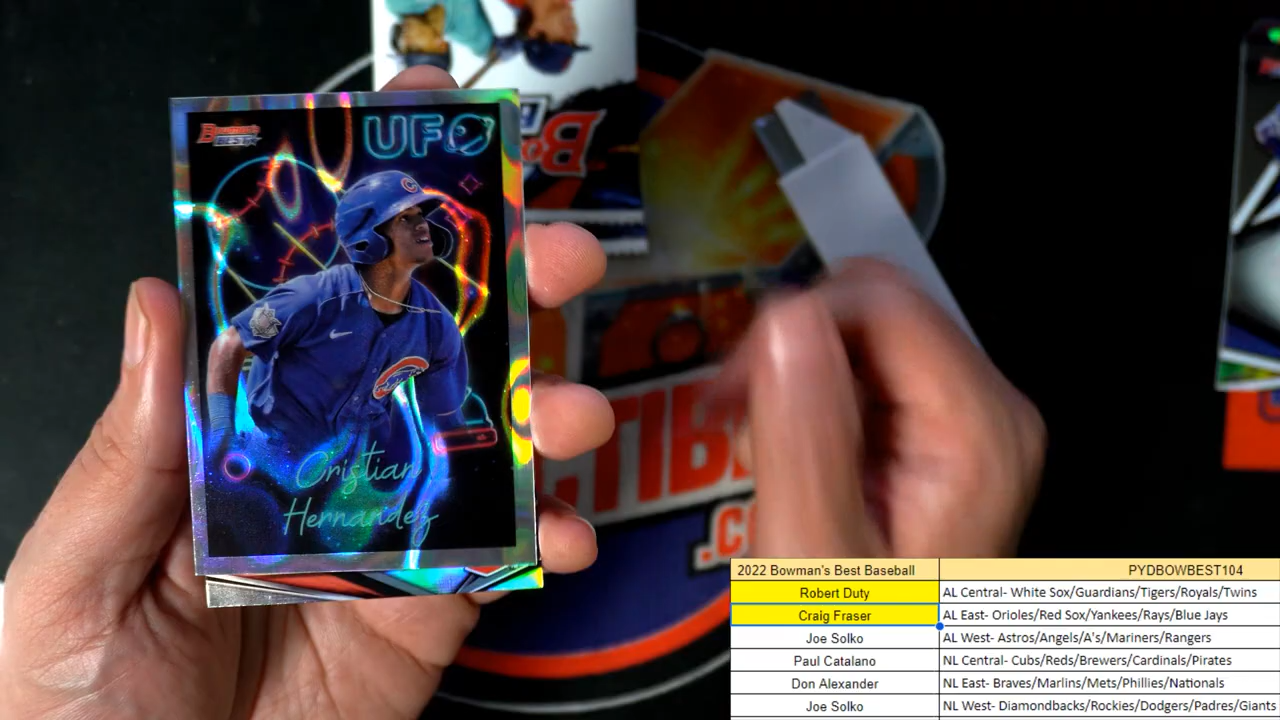 BOWMAN'S
BEST
UFO
C
CUBS
Cristian
Hernandez
.CO
2022 Bowman's Best Baseball PYDBOWBEST104
Robert Duty AL Central- White Sox/Guardians/Tigers/Royals/Twins
Craig Fraser AL East- Orioles/Red Sox/Yankees/Rays/Blue Jays
Joe Solko AL West- Astros/Angels/A's/Mariners/Rangers
Paul Catalano NL Central- Cubs/Reds/Brewers/Cardinals/Pirates
Don Alexander NL East- Braves/Marlins/Mets/Phillies/Nationals
Joe Solko NL West- Diamondbacks/Rockies/Dodgers/Padres/Giants